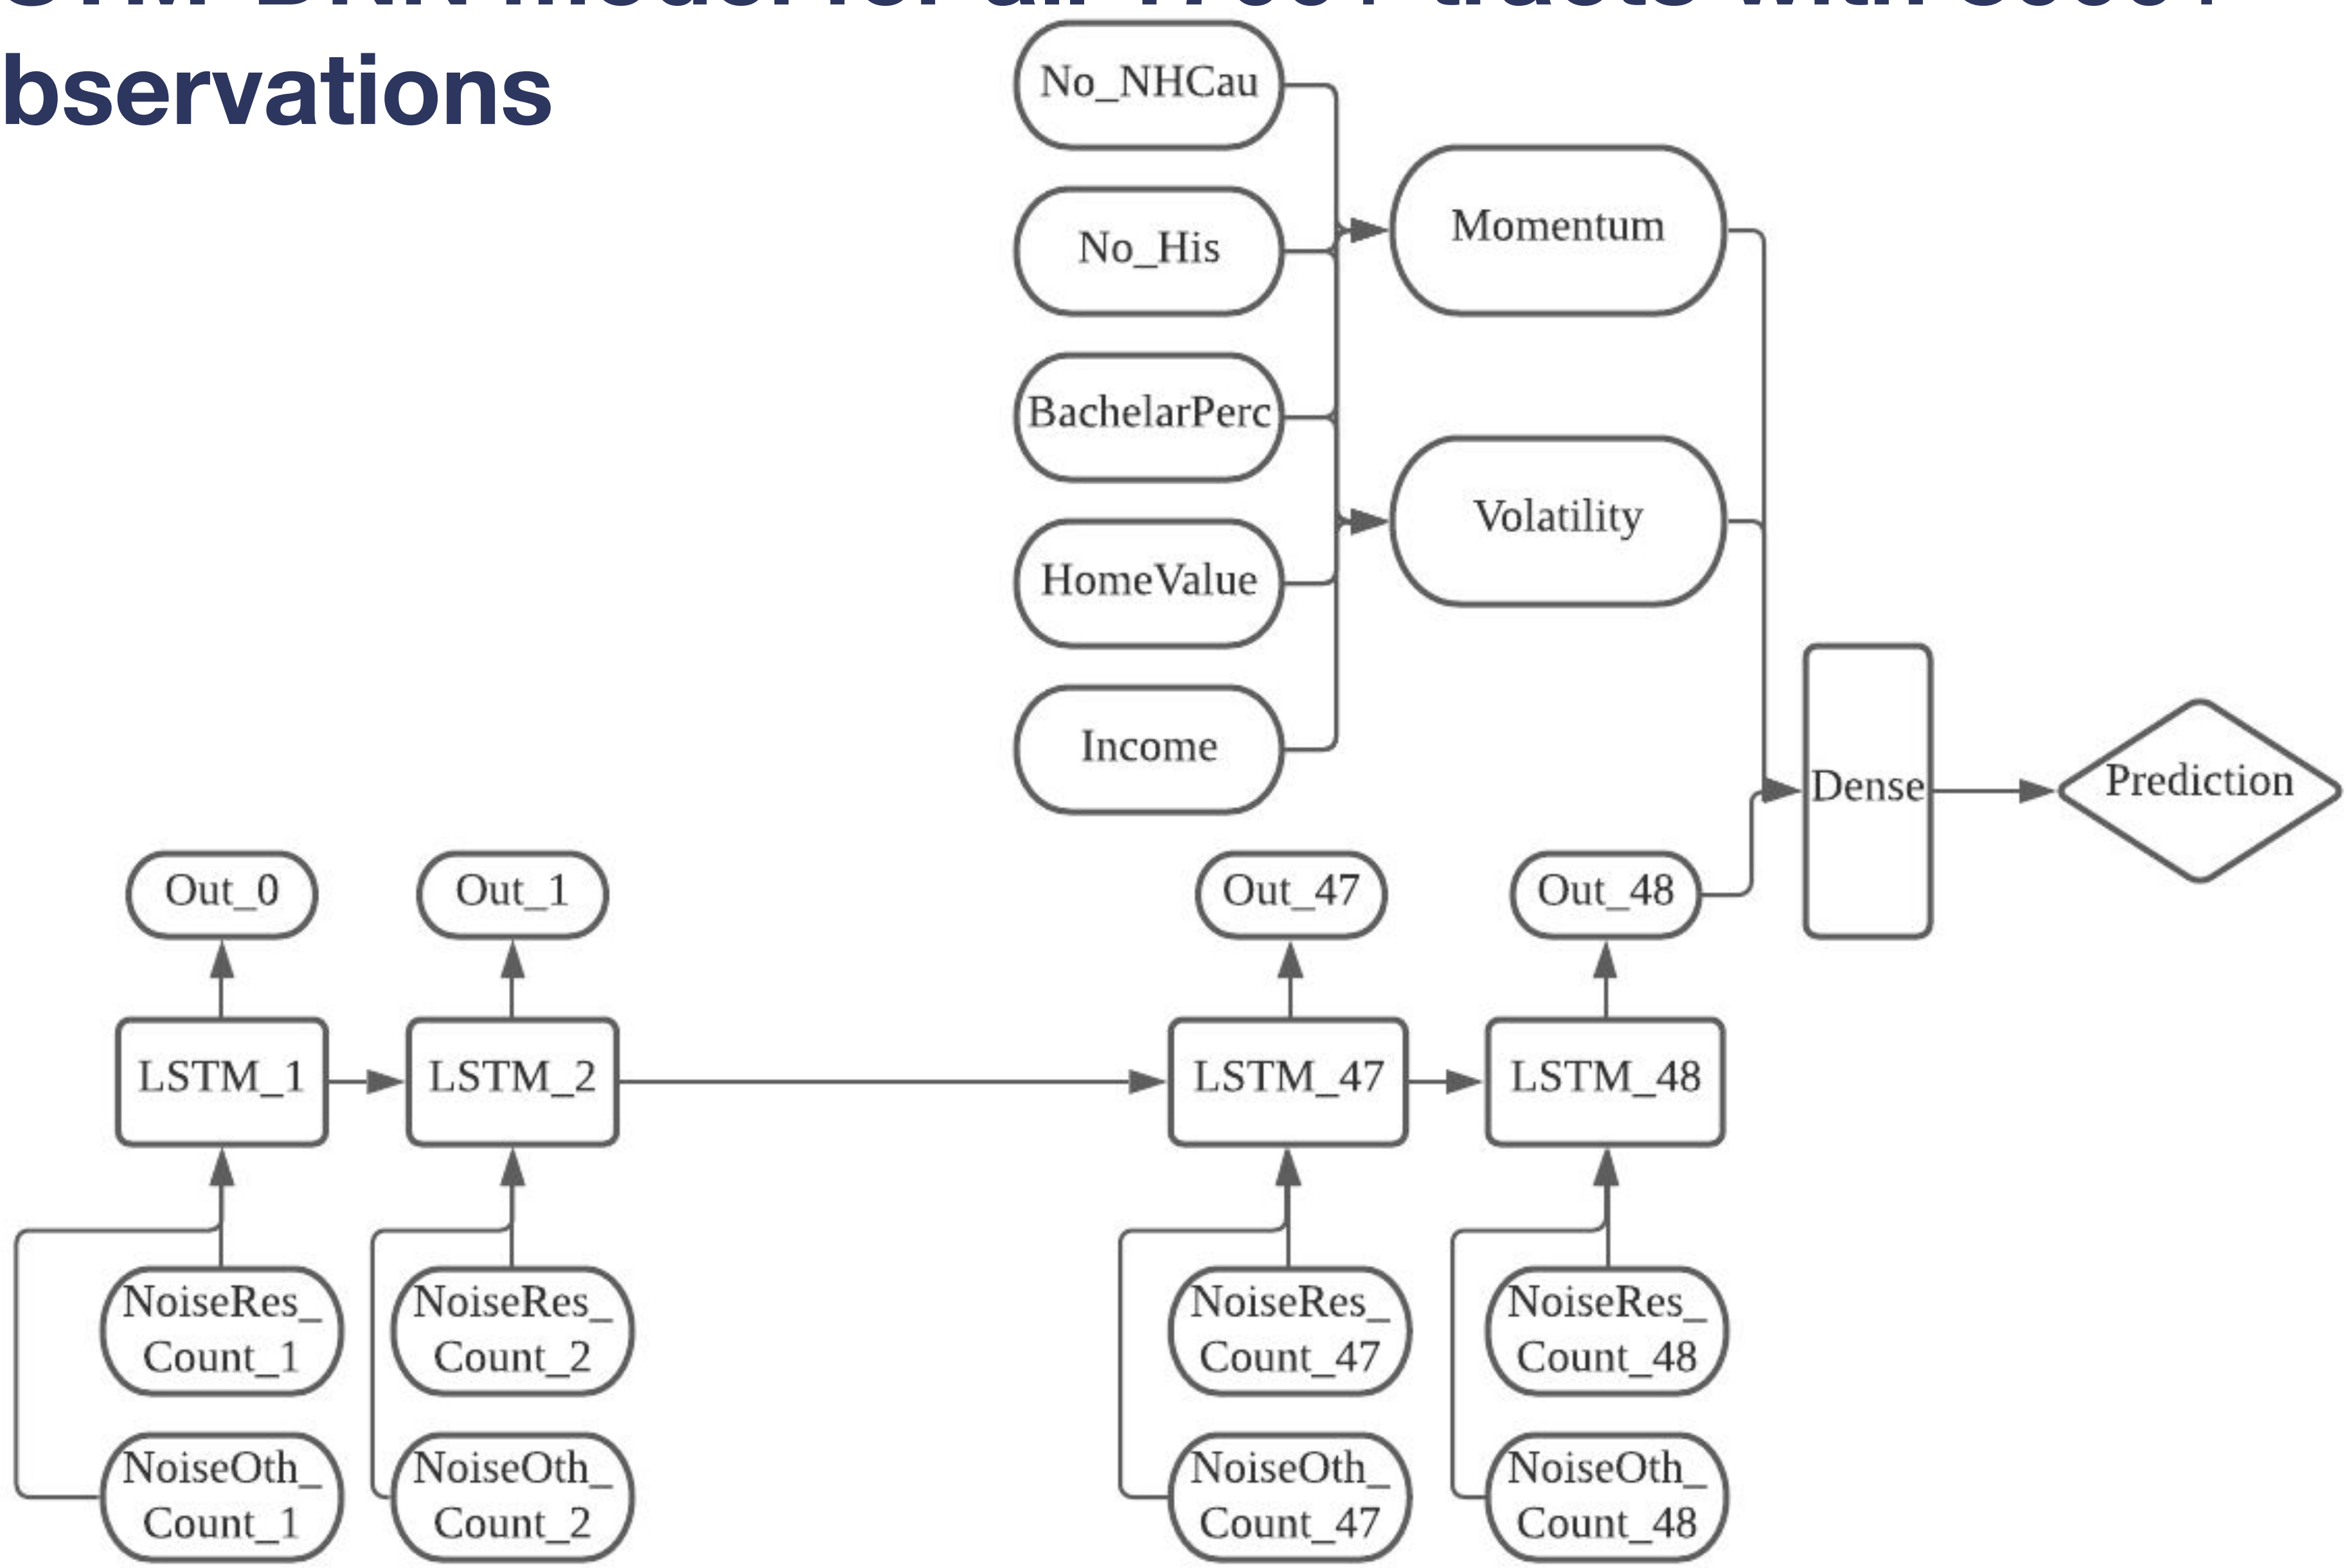 bservations
No_NHCau
No_His
BachelarPerc
HomeValue
Income
Momentum
Volatility
Dense
Prediction
Out_0
Out_1
Out_47
Out_48
LSTM_1
LSTM_2
LSTM_47
LSTM_48
NoiseRes_
Count_1
NoiseRes_
Count_2
NoiseRes_
Count_47
NoiseRes_
Count_48
NoiseOth_
Count_1
NoiseOth_
Count_2
NoiseOth_
Count_47
NoiseOth_
Count_48